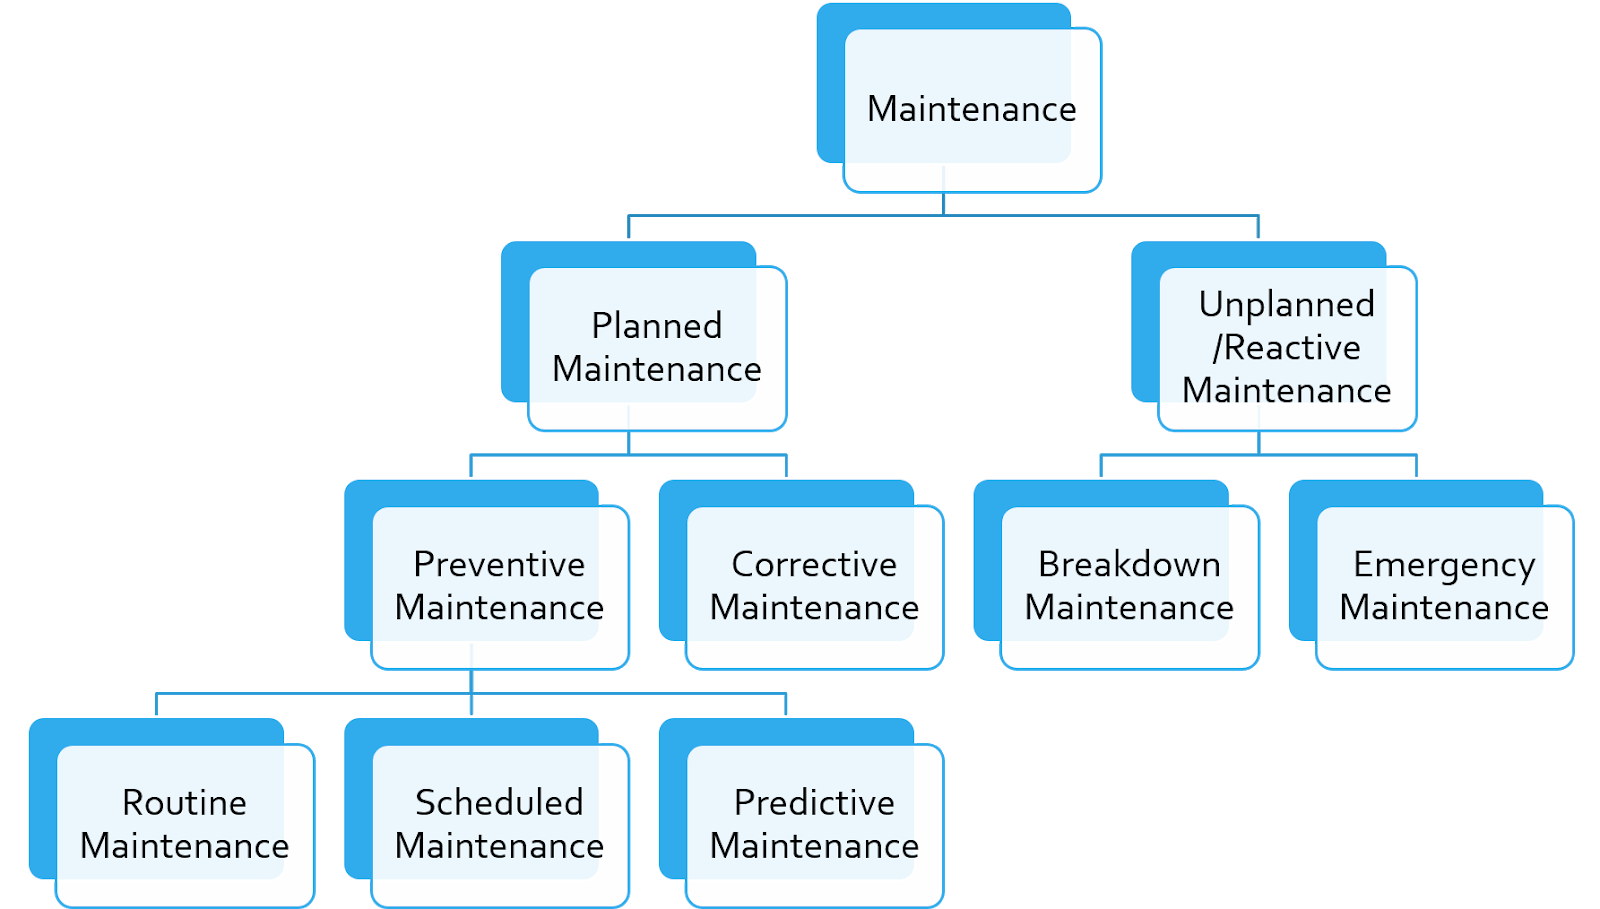 Maintenance
Planned
Maintenance
Unplanned
/Reactive
Maintenance
Preventive
Maintenance
Corrective
Maintenance
Breakdown
Maintenance
Emergency
Maintenance
Routine
Maintenance
Scheduled
Maintenance
Predictive
Maintenance